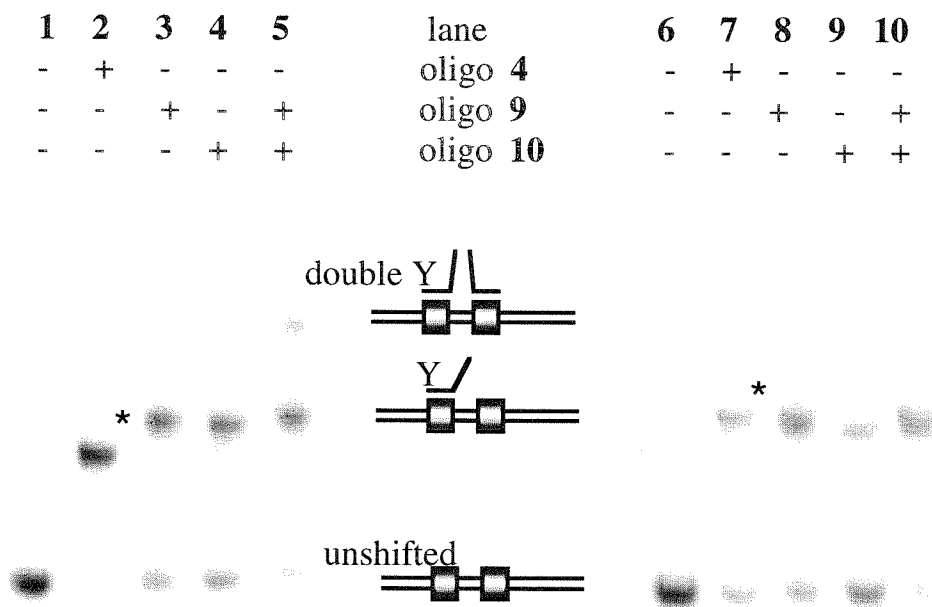 1 2 3 4 5 lane 6 7 8 9 10
- + - - - oligo 4 - + - - -
- - + - + oligo 9 - - + - +
- - - + + oligo 10 - - - + +
double Y
Y
*
*
unshifted